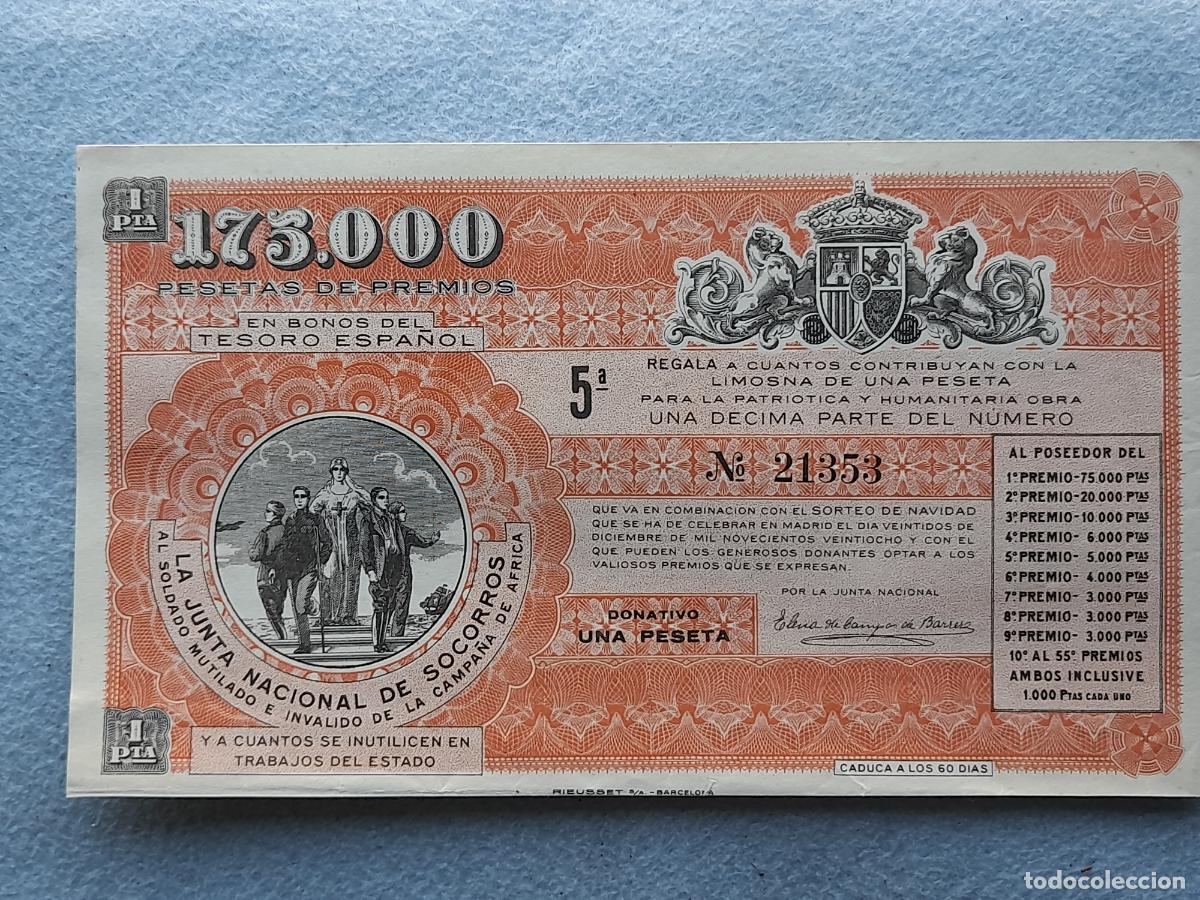 1
PTA
173.000
PESETAS DE PREMIOS
EN BONOS DEL
TESORO ESPAÑOL
REGALA A CUANTOS CONTRIBUYAN CON LA
LIMOSNA DE UNA PESETA
PARA LA PATRIOTICA Y HUMANITARIA OBRA
UNA DECIMA PARTE DEL NÚMERO
5ª
Nº 21353
QUE VA EN COMBINACION CON EL SORTEO DE NAVIDAD
QUE SE HA DE CELEBRAR EN MADRID EL DIA VEINTIDOS DE
DICIEMBRE DE MIL NOVECIENTOS VEINTIOCHO Y CON EL
QUE PUEDEN LOS GENEROSOS DONANTES OPTAR A LOS
VALIOSOS PREMIOS QUE SE EXPRESAN.
POR LA JUNTA NACIONAL
DONATIVO
UNA PESETA
AL POSEEDOR DEL
1º PREMIO-75.000 PTAS
2º PREMIO-20.000 PTAS
3º PREMIO-10.000 PTAS
4º PREMIO- 6.000 PTAS
5º PREMIO- 5.000 PTAS
6º PREMIO- 4.000 PTAS
7º PREMIO- 3.000 PTAS
8º PREMIO- 3.000 PTAS
9º PREMIO- 3.000 PTAS
10º AL 55º PREMIOS
AMBOS INCLUSIVE
1.000 PTAS CADA UNO
LA JUNTA NACIONAL DE SOCORROS
AL SOLDADO MUTILADO E INVALIDO DE LA CAMPAÑA DE AFRICA
Y A CUANTOS SE INUTILICEN EN
TRABAJOS DEL ESTADO
1
PTA
CADUCA A LOS 60 DIAS
RIEUSSET S/A. - BARCELONA
todocoleccion